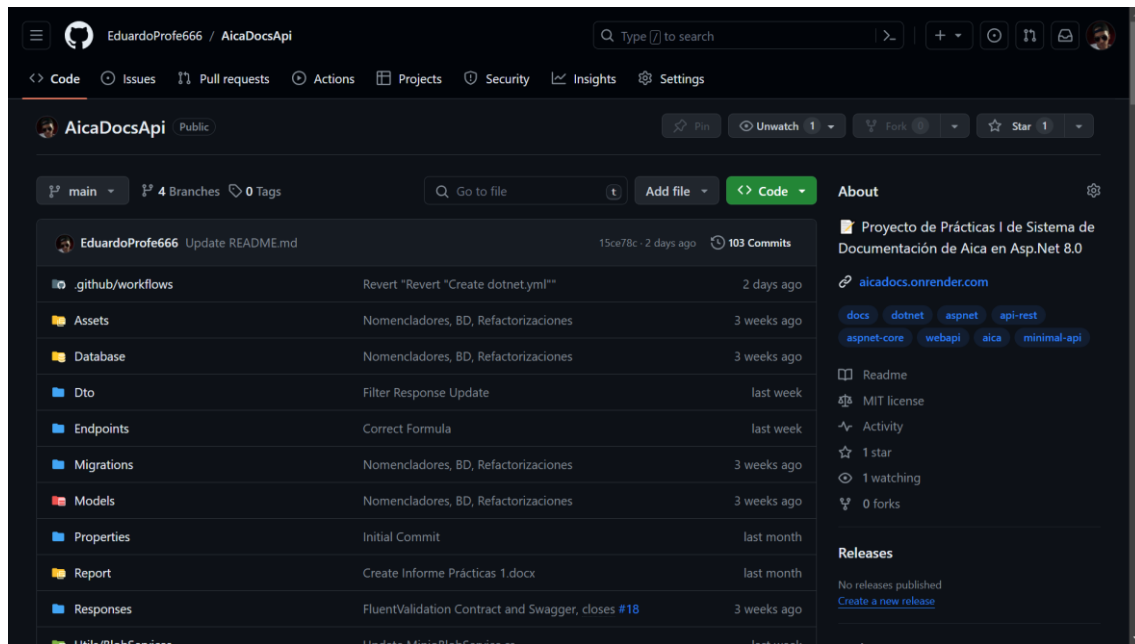 EduardoProfe666 / AicaDocsApi
Type / to search
Code Issues Pull requests Actions Projects Security Insights Settings
AicaDocsApi Public
Pin Unwatch 1 Fork 0 Star 1
main 4 Branches 0 Tags Go to file t Add file Code
EduardoProfe666 Update README.md 15ce78c · 2 days ago 103 Commits
.github/workflows Revert "Revert "Create dotnet.yml"" 2 days ago
Assets Nomencladores, BD, Refactorizaciones 3 weeks ago
Database Nomencladores, BD, Refactorizaciones 3 weeks ago
Dto Filter Response Update last week
Endpoints Correct Formula last week
Migrations Nomencladores, BD, Refactorizaciones 3 weeks ago
Models Nomencladores, BD, Refactorizaciones 3 weeks ago
Properties Initial Commit last month
Report Create Informe Prácticas 1.docx last month
Responses FluentValidation Contract and Swagger, closes #18 3 weeks ago
Utils/BlobServices Update MinioBlobService.cs last week
About
Proyecto de Prácticas I de Sistema de
Documentación de Aica en Asp.Net 8.0
aicadocs.onrender.com
docs dotnet aspnet api-rest
aspnet-core webapi aica minimal-api
Readme
MIT license
Activity
1 star
1 watching
0 forks
Releases
No releases published
Create a new release